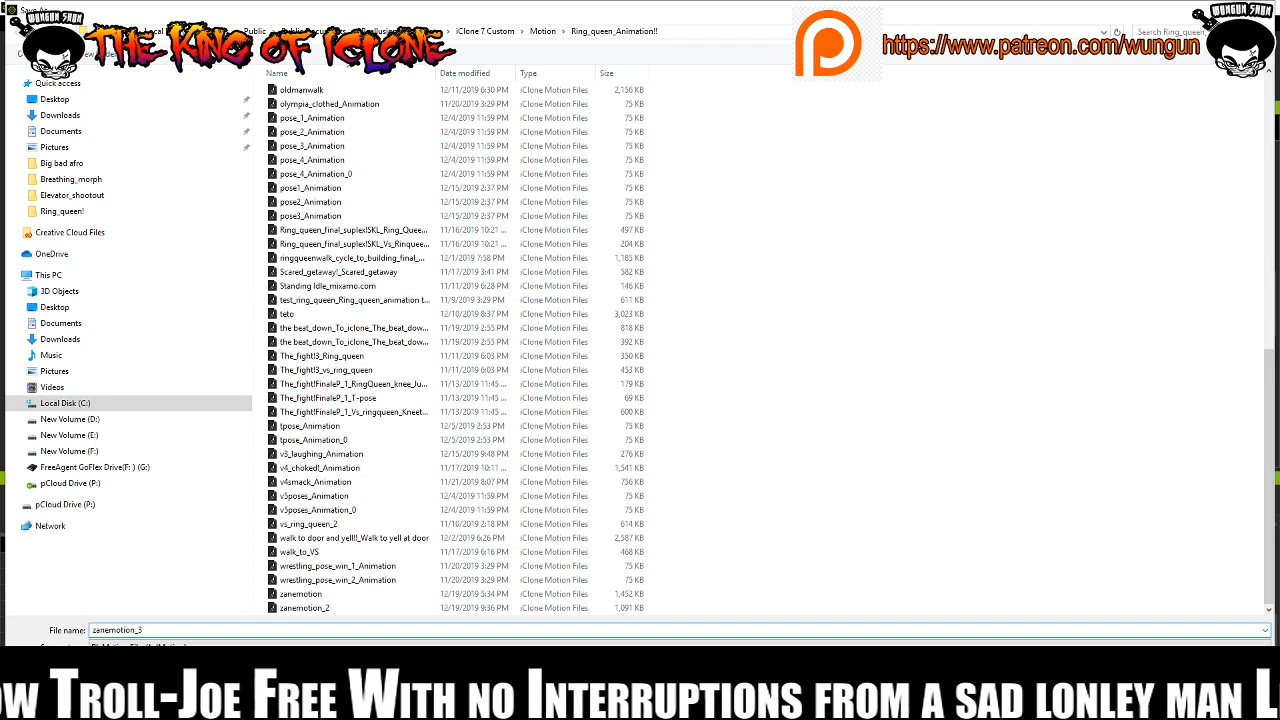 Save As
WUNGUN SHUN
THE KING OF ICLONE
Public
iClone 7 Custom > Motion > Ring_queen_Animation!!
Search Ring_queen
https://www.patreon.com/wungun
WUNGUN SHUN
Name Date modified Type Size
Quick access
Desktop
Downloads
Documents
Pictures
Big bad afro
Breathing_morph
Elevator_shootout
Ring_queen!
Creative Cloud Files
OneDrive
This PC
3D Objects
Desktop
Documents
Downloads
Music
Pictures
Videos
Local Disk (C:)
New Volume (D:)
New Volume (E:)
New Volume (F:)
FreeAgent GoFlex Drive(F: ) (G:)
pCloud Drive (P:)
pCloud Drive (P:)
Network
oldmanwalk 12/11/2019 6:30 PM iClone Motion Files 2,156 KB
olympia_clothed_Animation 11/20/2019 3:29 PM iClone Motion Files 75 KB
pose_1_Animation 12/4/2019 11:59 PM iClone Motion Files 75 KB
pose_2_Animation 12/4/2019 11:59 PM iClone Motion Files 75 KB
pose_3_Animation 12/4/2019 11:59 PM iClone Motion Files 75 KB
pose_4_Animation 12/4/2019 11:59 PM iClone Motion Files 75 KB
pose_4_Animation_0 12/4/2019 11:59 PM iClone Motion Files 75 KB
pose1_Animation 12/15/2019 2:37 PM iClone Motion Files 75 KB
pose2_Animation 12/15/2019 2:37 PM iClone Motion Files 75 KB
pose3_Animation 12/15/2019 2:37 PM iClone Motion Files 75 KB
Ring_queen_final_suplex!SKL_Ring_Quee... 11/16/2019 10:21 ... iClone Motion Files 497 KB
Ring_queen_final_suplex!SKL_Vs_Rinquee... 11/16/2019 10:21 ... iClone Motion Files 204 KB
ringqueenwalk_cycle_to_building_final_... 12/1/2019 7:58 PM iClone Motion Files 1,185 KB
Scared_getaway!_Scared_getaway 11/17/2019 3:41 PM iClone Motion Files 582 KB
Standing Idle_mixamo.com 11/11/2019 6:28 PM iClone Motion Files 146 KB
test_ring_queen_Ring_queen_animation t... 11/9/2019 3:29 PM iClone Motion Files 611 KB
teto 12/10/2019 8:37 PM iClone Motion Files 3,023 KB
the beat_down_To_iclone_The_beat_dow... 11/19/2019 2:55 PM iClone Motion Files 818 KB
the beat_down_To_iclone_The_beat_dow... 11/19/2019 2:55 PM iClone Motion Files 392 KB
The_fight!3_Ring_queen 11/11/2019 6:03 PM iClone Motion Files 350 KB
The_fight!3_vs_ring_queen 11/11/2019 6:03 PM iClone Motion Files 453 KB
The_fight!FinaleP_1_RingQueen_knee_Ju... 11/13/2019 11:45 ... iClone Motion Files 179 KB
The_fight!FinaleP_1_T-pose 11/13/2019 11:45 ... iClone Motion Files 69 KB
The_fight!FinaleP_1_Vs_ringqueen_Kneet... 11/13/2019 11:45 ... iClone Motion Files 600 KB
tpose_Animation 12/5/2019 2:53 PM iClone Motion Files 75 KB
tpose_Animation_0 12/5/2019 2:53 PM iClone Motion Files 75 KB
v3_laughing_Animation 12/15/2019 9:48 PM iClone Motion Files 276 KB
v4_choked!_Animation 11/17/2019 10:11 ... iClone Motion Files 1,541 KB
v4smack_Animation 11/21/2019 8:07 PM iClone Motion Files 756 KB
v5poses_Animation 12/4/2019 11:59 PM iClone Motion Files 75 KB
v5poses_Animation_0 12/4/2019 11:59 PM iClone Motion Files 75 KB
vs_ring_queen_2 11/10/2019 2:18 PM iClone Motion Files 614 KB
walk to door and yell!!_Walk to yell at door 12/2/2019 6:26 PM iClone Motion Files 2,587 KB
walk_to_VS 11/17/2019 6:16 PM iClone Motion Files 468 KB
wrestling_pose_win_1_Animation 11/20/2019 3:29 PM iClone Motion Files 75 KB
wrestling_pose_win_2_Animation 11/20/2019 3:29 PM iClone Motion Files 75 KB
zanemotion 12/19/2019 5:34 PM iClone Motion Files 1,452 KB
zanemotion_2 12/19/2019 9:36 PM iClone Motion Files 1,091 KB
File name: zanemotion_3
OW TROLL-JOE FREE WITH NO INTERRUPTIONS FROM A SAD LONLEY MAN L